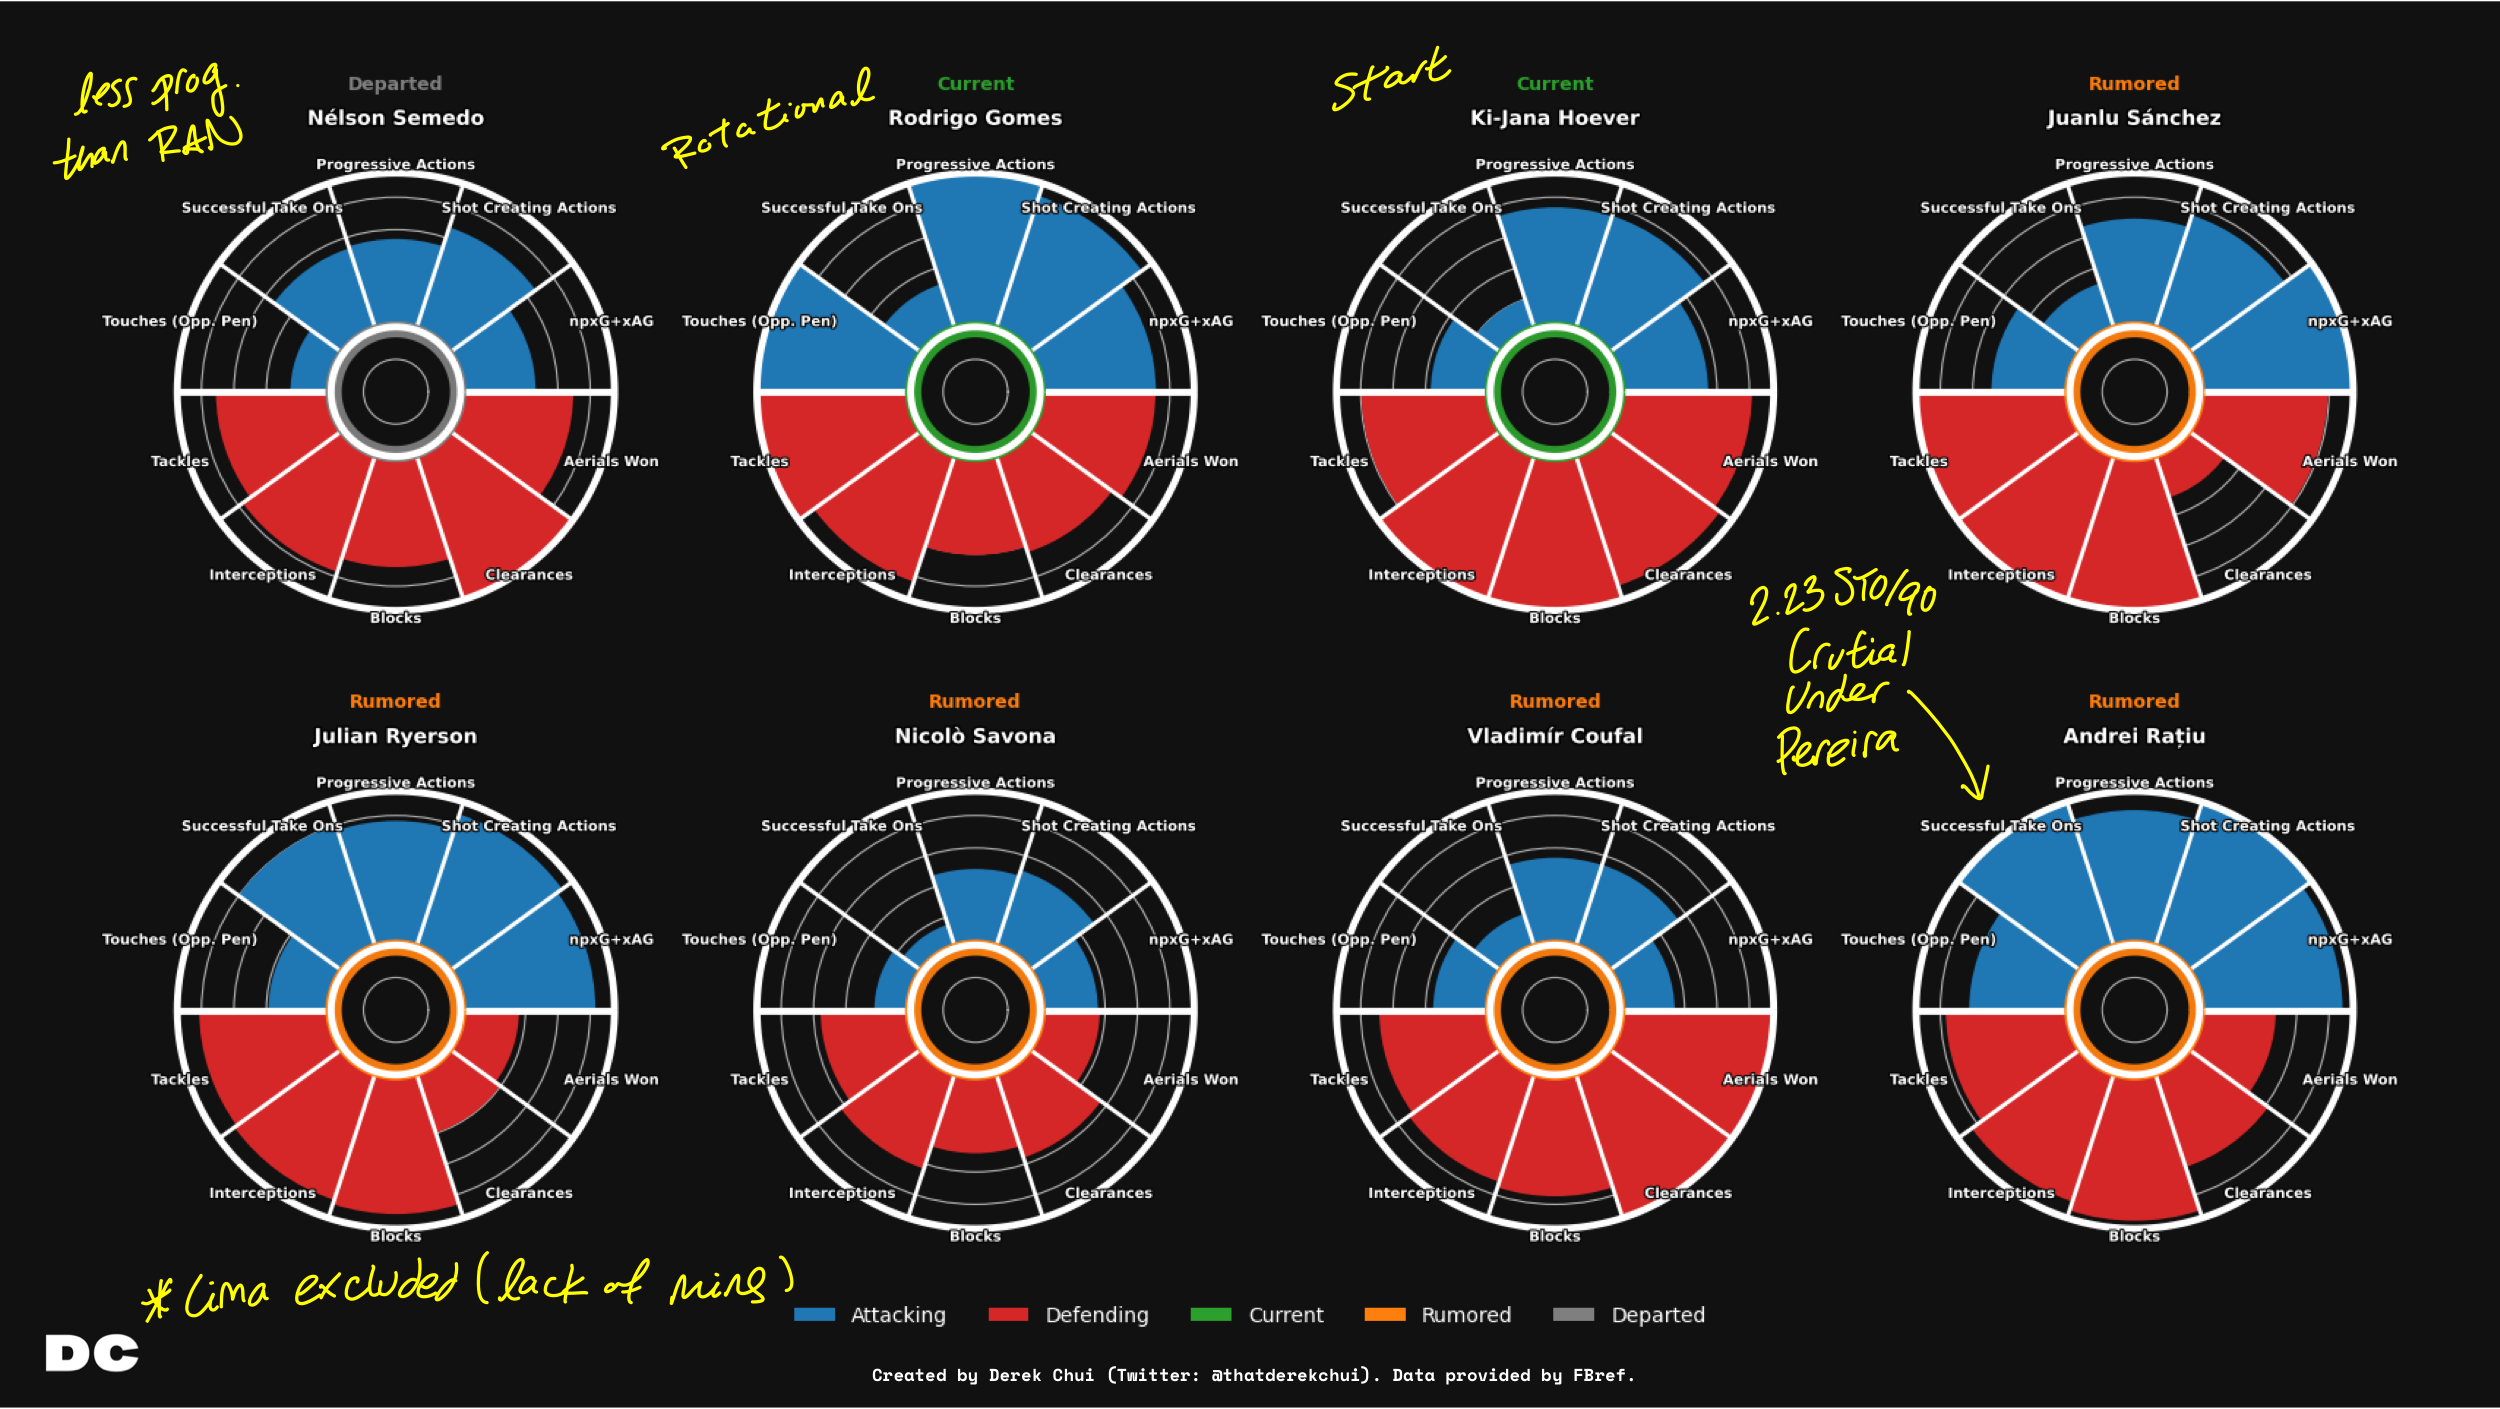 less prog.
than RAN
Departed
Nélson Semedo
Progressive Actions
Successful Take Ons
Shot Creating Actions
Touches (Opp. Pen)
npxG+xAG
Tackles
Aerials Won
Interceptions
Clearances
Blocks
Rotational
Current
Rodrigo Gomes
Progressive Actions
Successful Take Ons
Shot Creating Actions
Touches (Opp. Pen)
npxG+xAG
Tackles
Aerials Won
Interceptions
Clearances
Blocks
Start
Current
Ki-Jana Hoever
Progressive Actions
Successful Take Ons
Shot Creating Actions
Touches (Opp. Pen)
npxG+xAG
Tackles
Aerials Won
Interceptions
Clearances
Blocks
Rumored
Juanlu Sánchez
Progressive Actions
Successful Take Ons
Shot Creating Actions
Touches (Opp. Pen)
npxG+xAG
Tackles
Aerials Won
Interceptions
Clearances
Blocks
Rumored
Julian Ryerson
Progressive Actions
Successful Take Ons
Shot Creating Actions
Touches (Opp. Pen)
npxG+xAG
Tackles
Aerials Won
Interceptions
Clearances
Blocks
Rumored
Nicolò Savona
Progressive Actions
Successful Take Ons
Shot Creating Actions
Touches (Opp. Pen)
npxG+xAG
Tackles
Aerials Won
Interceptions
Clearances
Blocks
Rumored
Vladimír Coufal
Progressive Actions
Successful Take Ons
Shot Creating Actions
Touches (Opp. Pen)
npxG+xAG
Tackles
Aerials Won
Interceptions
Clearances
Blocks
2.23 STO/90
Crutial
Under
Pereira
Rumored
Andrei Rațiu
Progressive Actions
Successful Take Ons
Shot Creating Actions
Touches (Opp. Pen)
npxG+xAG
Tackles
Aerials Won
Interceptions
Clearances
Blocks
* Lima excluded (lack of mins)
Attacking Defending Current Rumored Departed
DC
Created by Derek Chui (Twitter: @thatderekchui). Data provided by FBref.